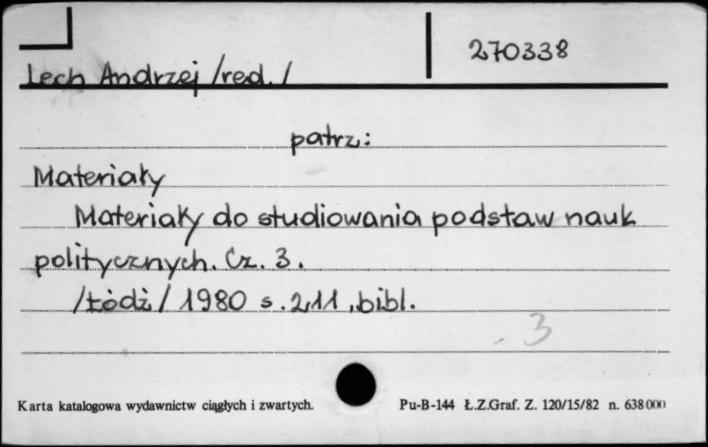 270338
Lech Andrzej /red./
patrz:
Materiały
Materiały do studiowania podstaw nauk
politycznych. Cz. 3.
/Łódź/ 1980 s. 211, bibl.
3
Karta katalogowa wydawnictw ciągłych i zwartych. Pu-B-144 Ł.Z.Graf. Z. 120/15/82 n. 638000